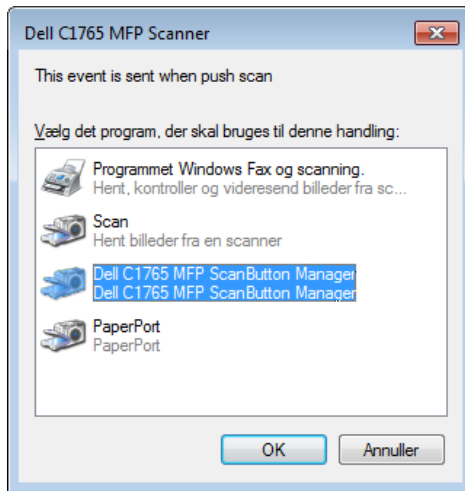 Dell C1765 MFP Scanner
This event is sent when push scan
Vælg det program, der skal bruges til denne handling:
Programmet Windows Fax og scanning.
Hent, kontroller og videresend billeder fra sc...
Scan
Hent billeder fra en scanner
Dell C1765 MFP ScanButton Manager
Dell C1765 MFP ScanButton Manager
PaperPort
PaperPort
OK
Annuller